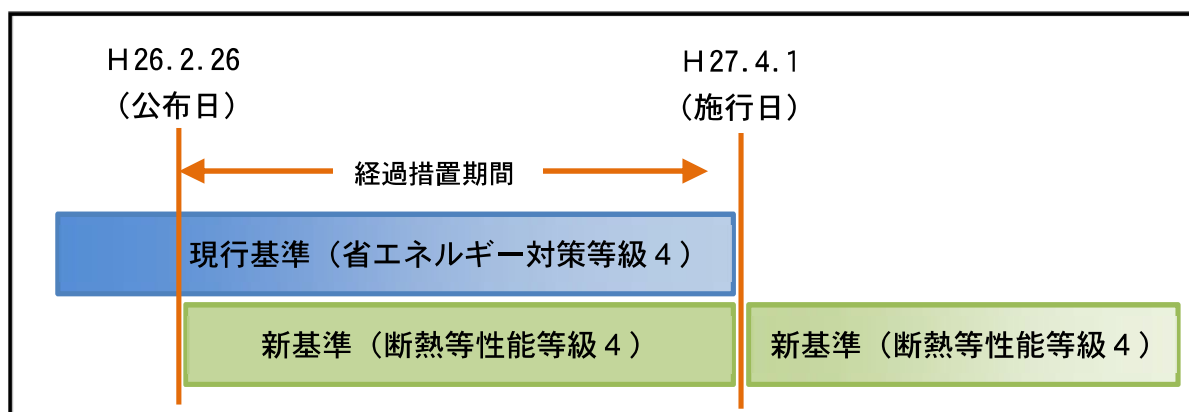 H26.2.26
（公布日）
H27.4.1
（施行日）
経過措置期間
現行基準（省エネルギー対策等級４）
新基準（断熱等性能等級４）
新基準（断熱等性能等級４）